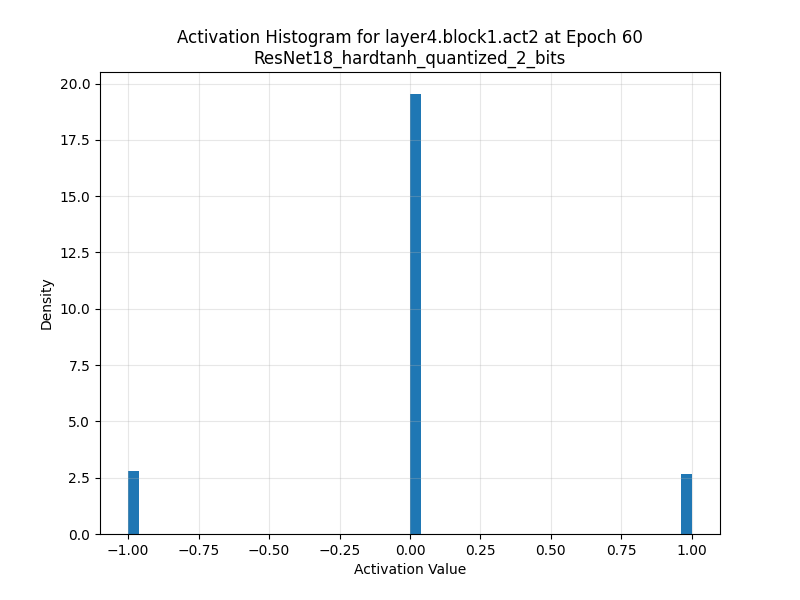 Activation Histogram for layer4.block1.act2 at Epoch 60
ResNet18_hardtanh_quantized_2_bits
20.0
17.5
15.0
12.5
10.0
7.5
5.0
2.5
0.0
Density
−1.00 −0.75 −0.50 −0.25 0.00 0.25 0.50 0.75 1.00
Activation Value